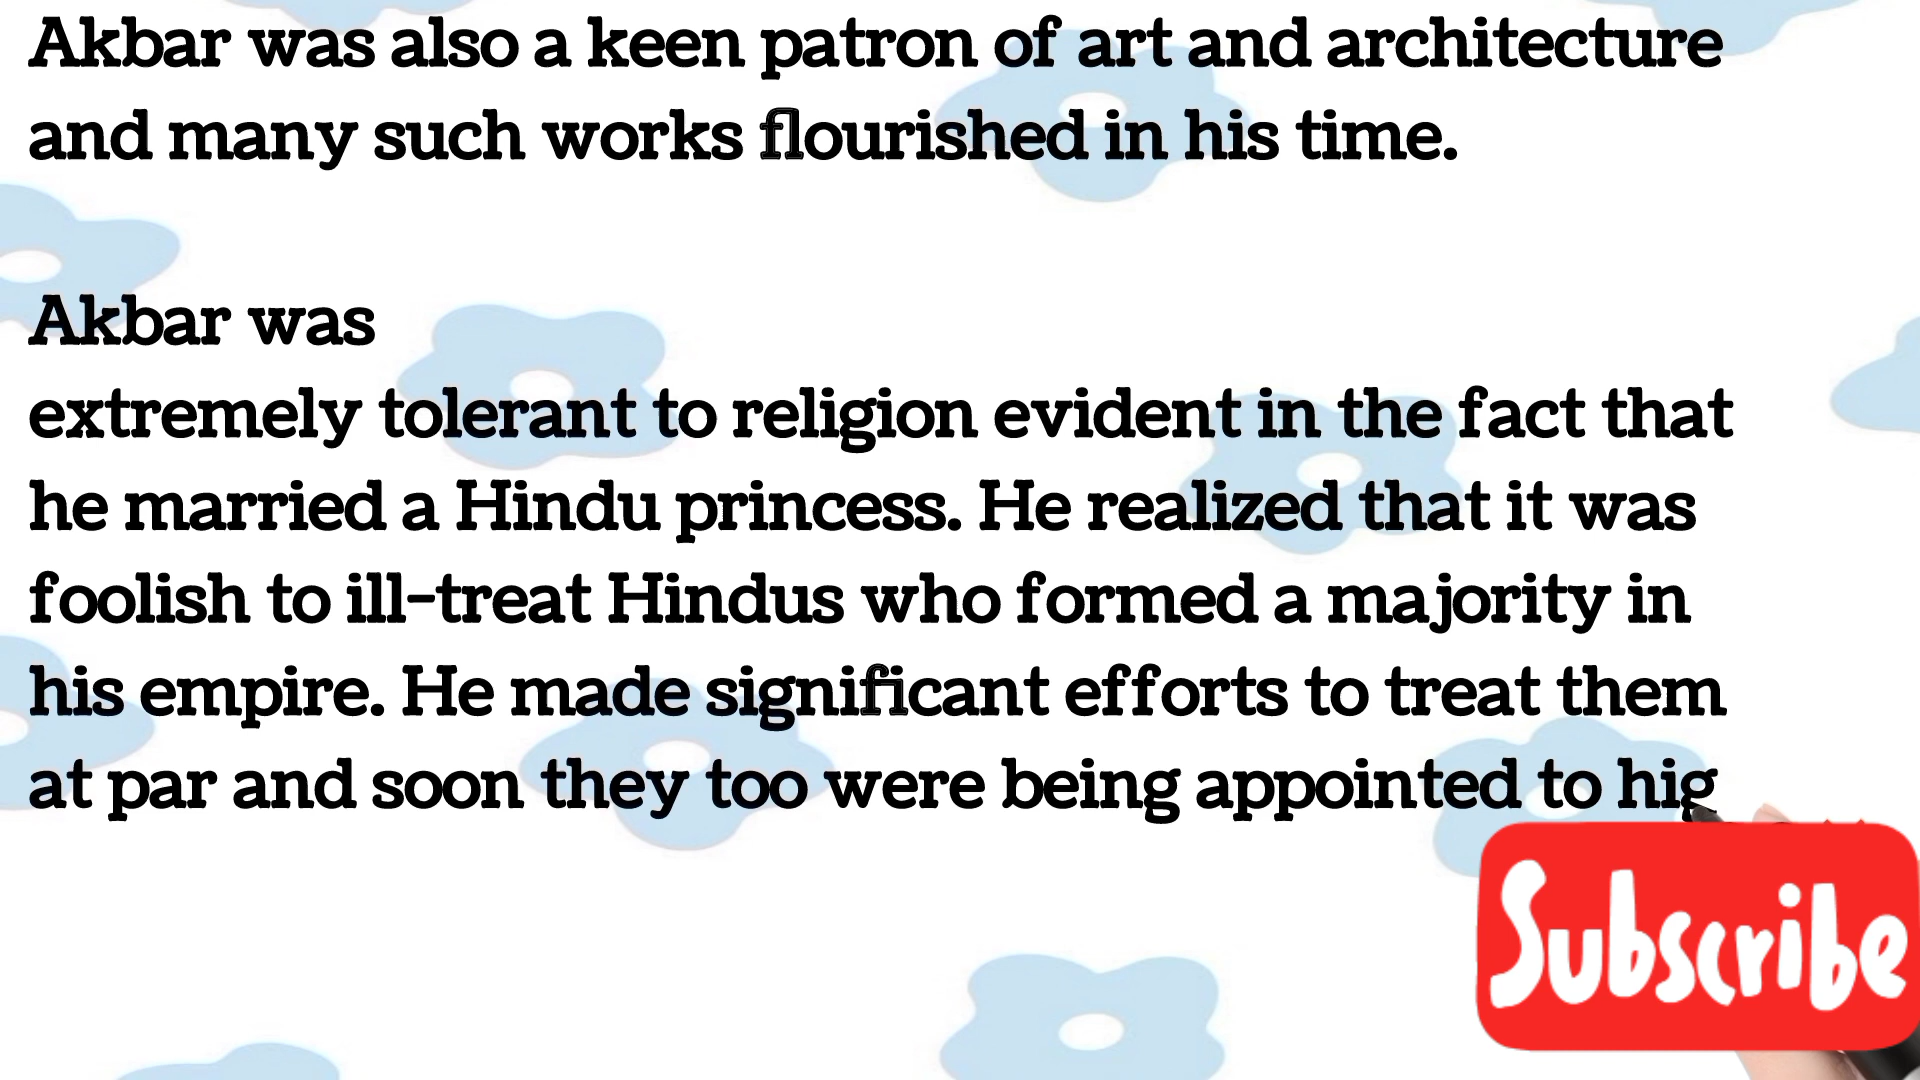 Akbar was also a keen patron of art and architecture
and many such works flourished in his time.
Akbar was
extremely tolerant to religion evident in the fact that
he married a Hindu princess. He realized that it was
foolish to ill-treat Hindus who formed a majority in
his empire. He made significant efforts to treat them
at par and soon they too were being appointed to hig
Subscribe